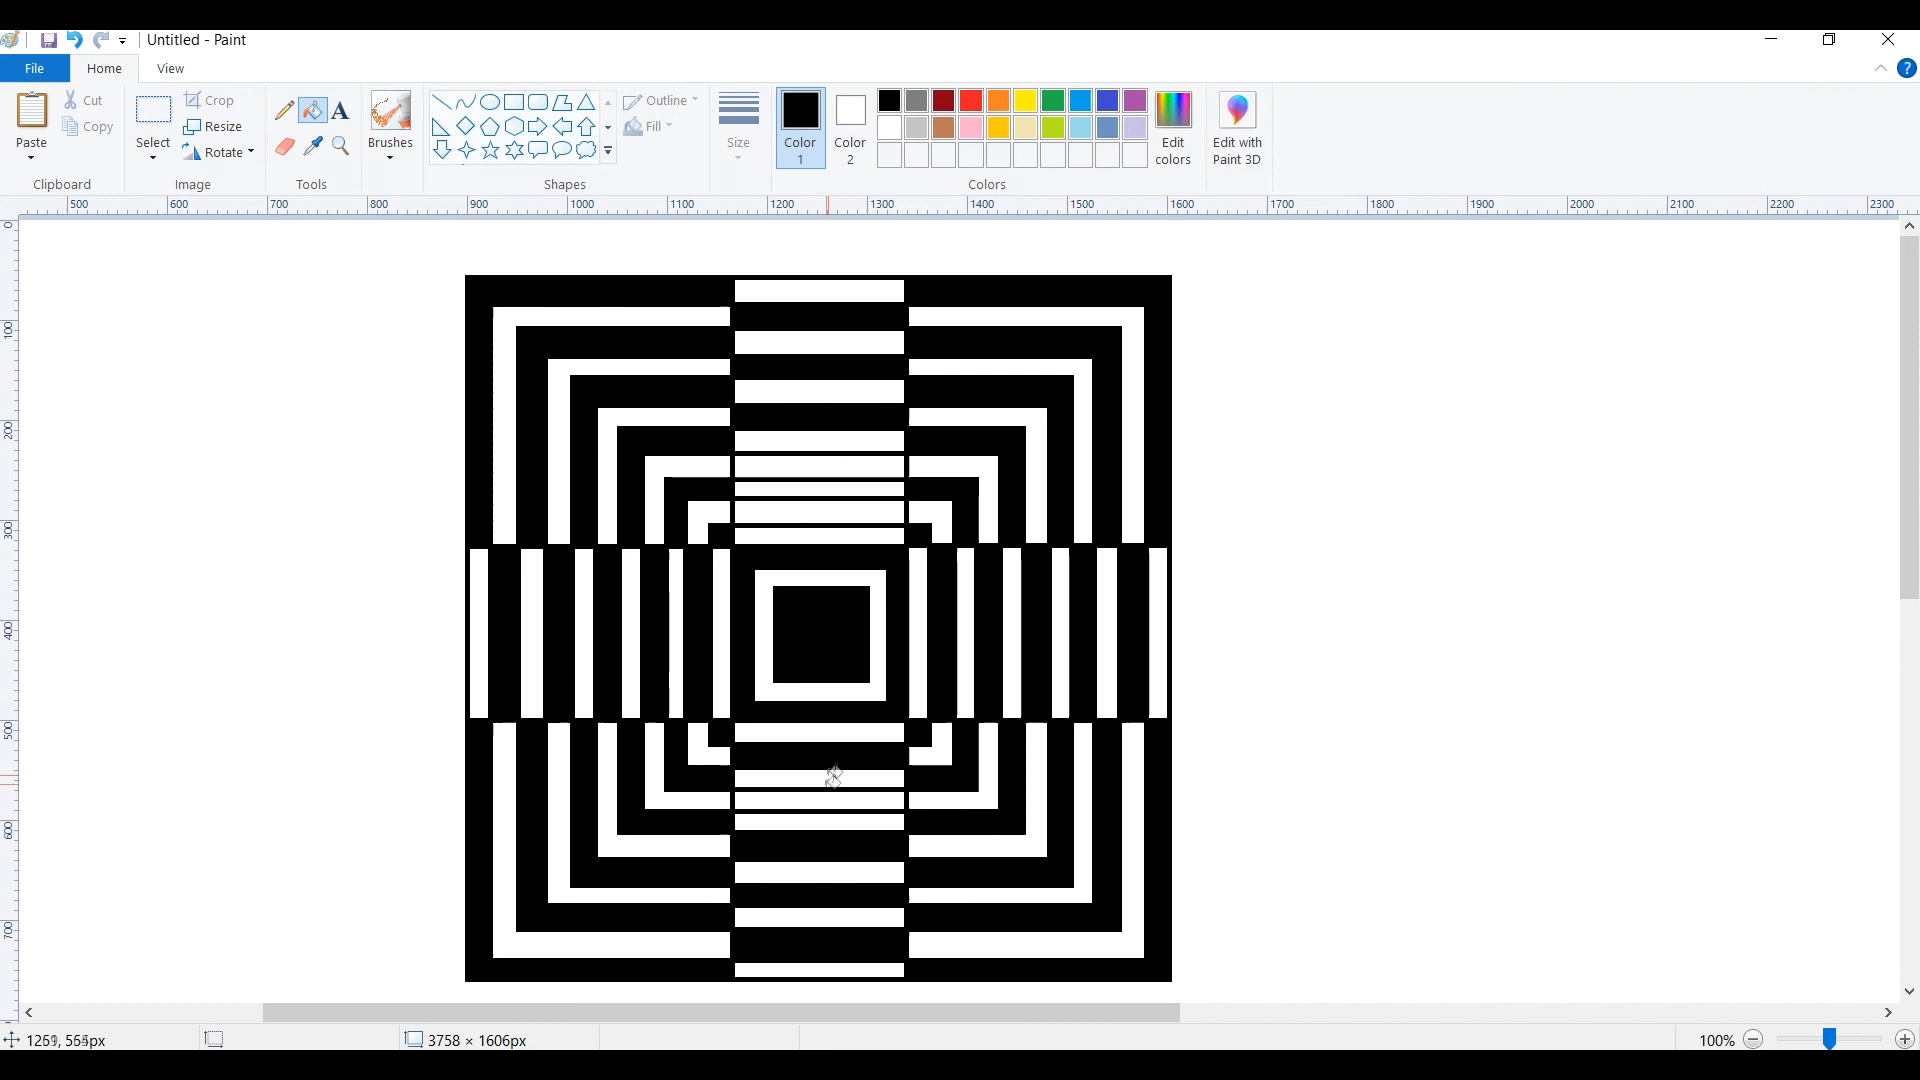 Untitled - Paint
File Home View
Paste Cut Copy Clipboard
Select Crop Resize Rotate Image
A Tools
Brushes
Outline Fill Shapes
Size
Color 1 Color 2 Edit colors Colors
Edit with Paint 3D
?
500 600 700 800 900 1000 1100 1200 1300 1400 1500 1600 1700 1800 1900 2000 2100 2200 2300
0
100
200
300
400
500
600
700
3758 × 1606px 100%